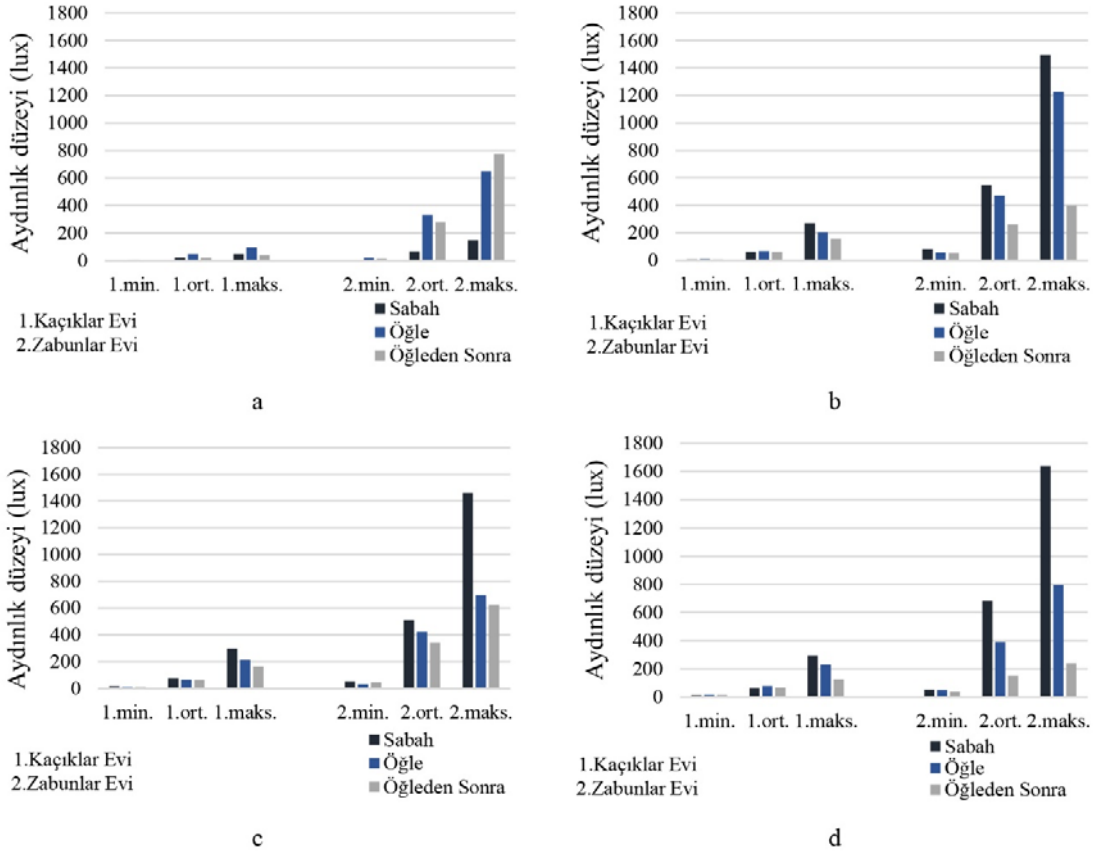 Aydınlık düzeyi (lux)
1800
1600
1400
1200
1000
800
600
400
200
0
1.min. 1.ort. 1.maks. 2.min. 2.ort. 2.maks.
1.Kaçıklar Evi
2.Zabunlar Evi
Sabah
Öğle
Öğleden Sonra
a
Aydınlık düzeyi (lux)
1800
1600
1400
1200
1000
800
600
400
200
0
1.min. 1.ort. 1.maks. 2.min. 2.ort. 2.maks.
1.Kaçıklar Evi
2.Zabunlar Evi
Sabah
Öğle
Öğleden Sonra
b
Aydınlık düzeyi (lux)
1800
1600
1400
1200
1000
800
600
400
200
0
1.min. 1.ort. 1.maks. 2.min. 2.ort. 2.maks.
1.Kaçıklar Evi
2.Zabunlar Evi
Sabah
Öğle
Öğleden Sonra
c
Aydınlık düzeyi (lux)
1800
1600
1400
1200
1000
800
600
400
200
0
1.min. 1.ort. 1.maks. 2.min. 2.ort. 2.maks.
1.Kaçıklar Evi
2.Zabunlar Evi
Sabah
Öğle
Öğleden Sonra
d